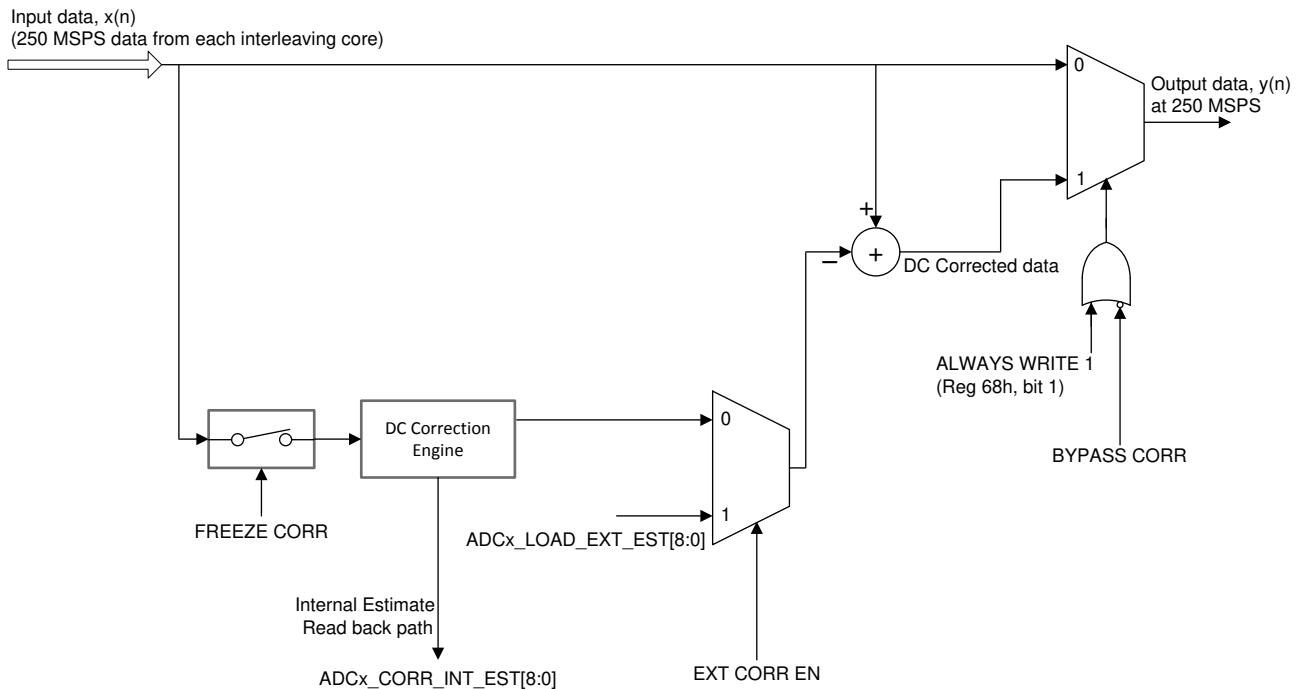 Input data, x(n)
(250 MSPS data from each interleaving core)
0
Output data, y(n)
at 250 MSPS
1
+
–
+
DC Corrected data
ALWAYS WRITE 1
(Reg 68h, bit 1)
BYPASS CORR
DC Correction
Engine
0
FREEZE CORR
1
ADCx_LOAD_EXT_EST[8:0]
Internal Estimate
Read back path
ADCx_CORR_INT_EST[8:0]
EXT CORR EN